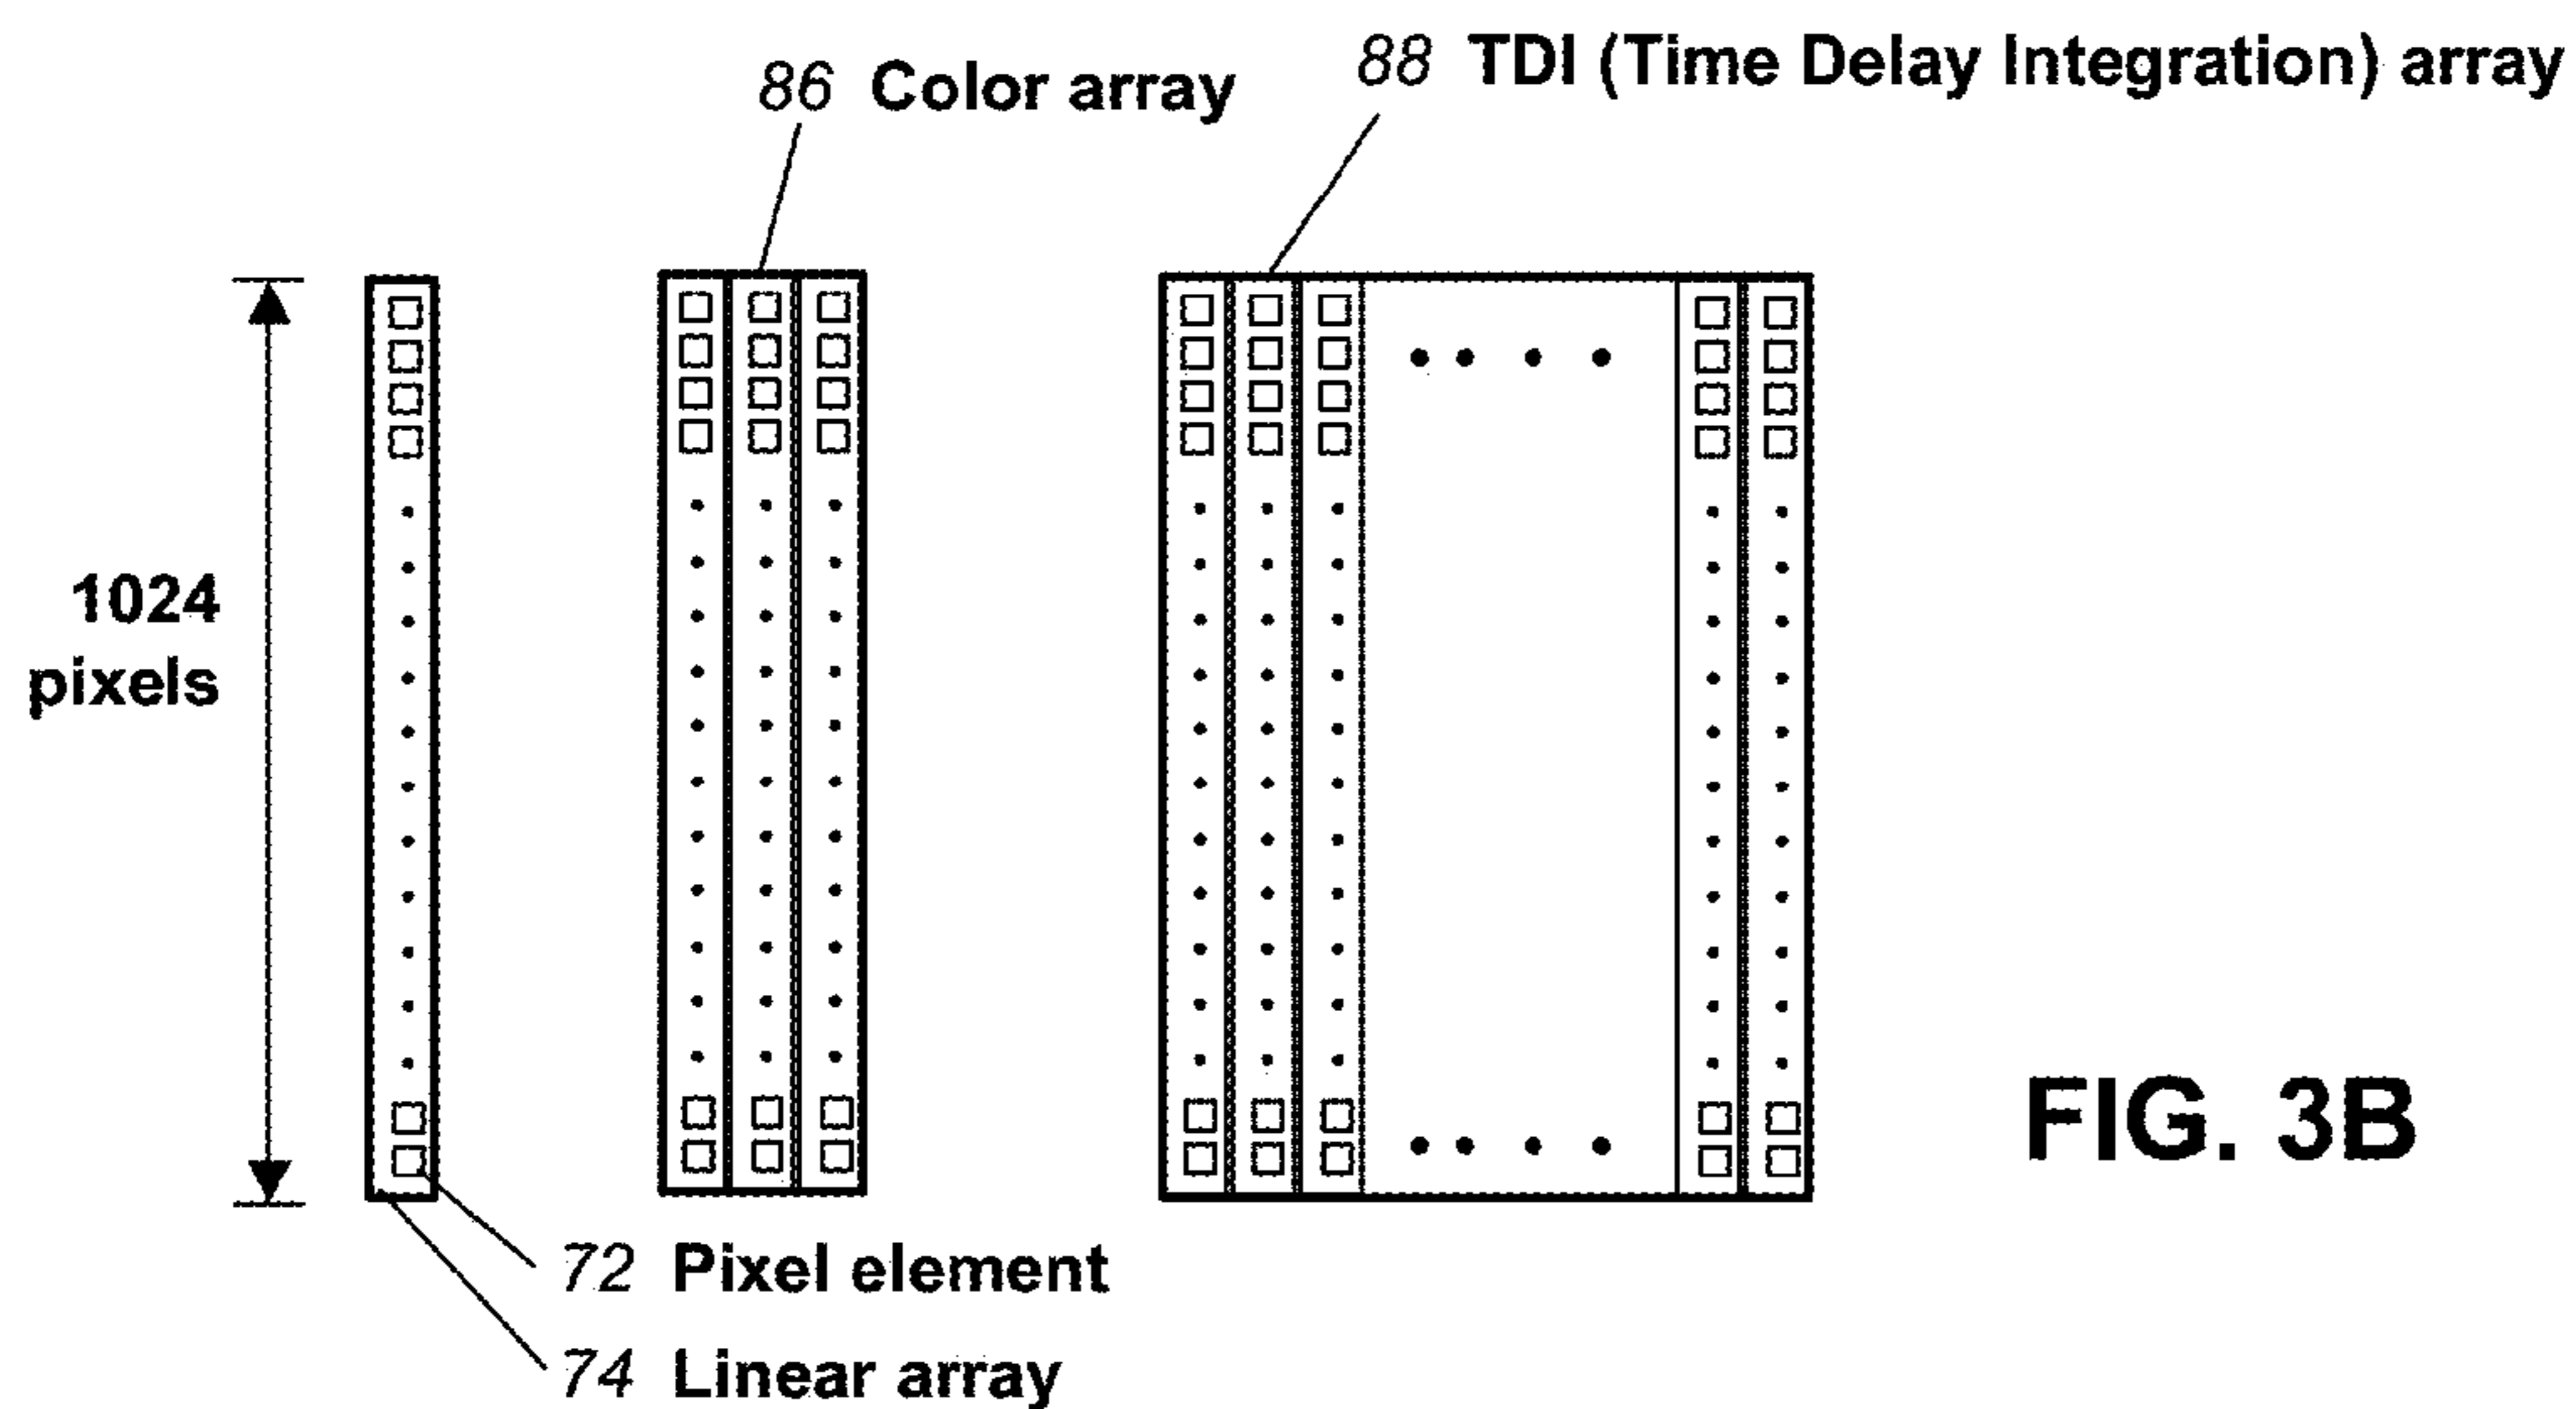 88 TDI (Time Delay Integration) array
86 Color array
1024
pixels
FIG. 3B
72 Pixel element
74 Linear array